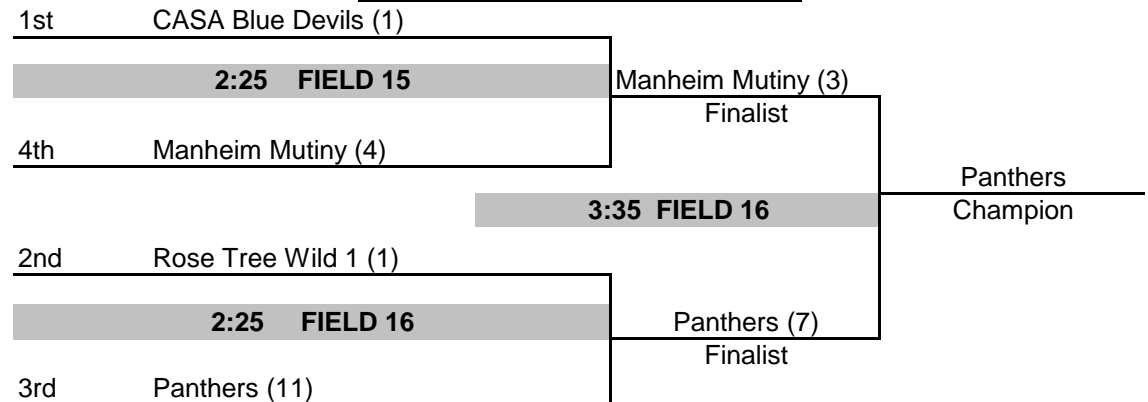 1st CASA Blue Devils (1)
2:25 FIELD 15
Manheim Mutiny (3)
Finalist
4th Manheim Mutiny (4)
Panthers
3:35 FIELD 16
Champion
2nd Rose Tree Wild 1 (1)
2:25 FIELD 16
Panthers (7)
Finalist
3rd Panthers (11)